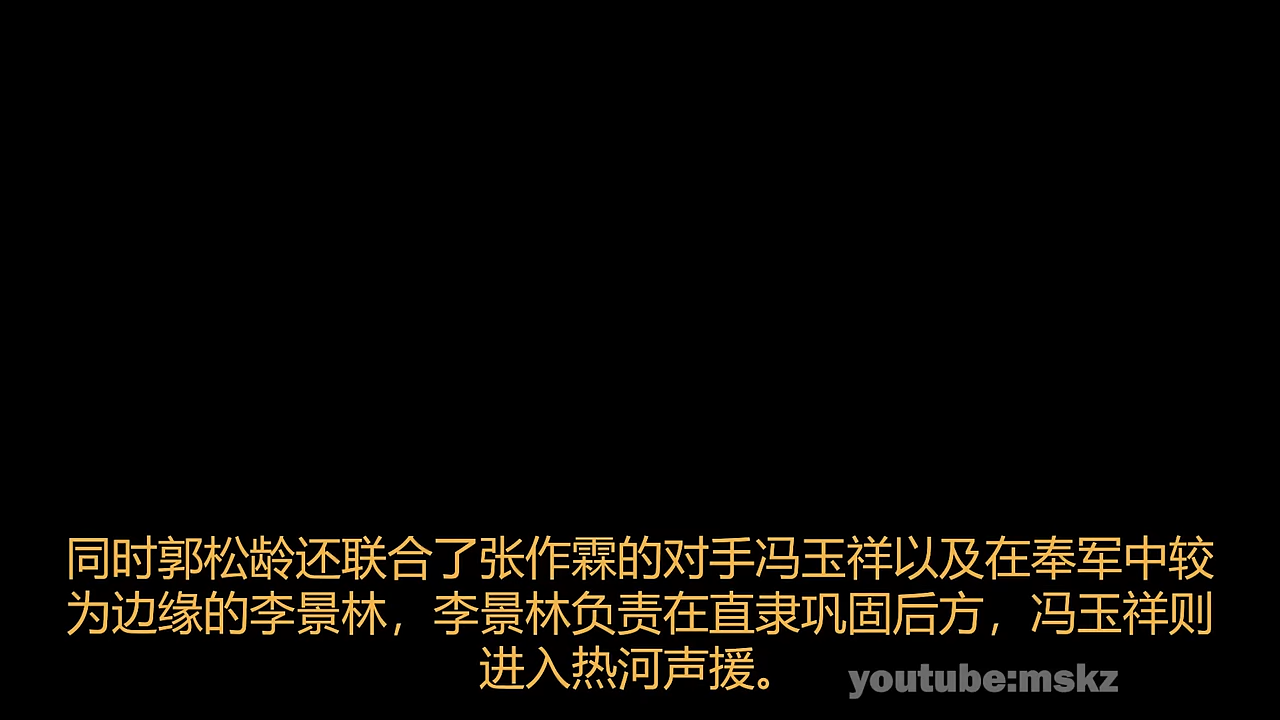 同时郭松龄还联合了张作霖的对手冯玉祥以及在奉军中较
为边缘的李景林，李景林负责在直隶巩固后方，冯玉祥则
进入热河声援。
youtube:mskz